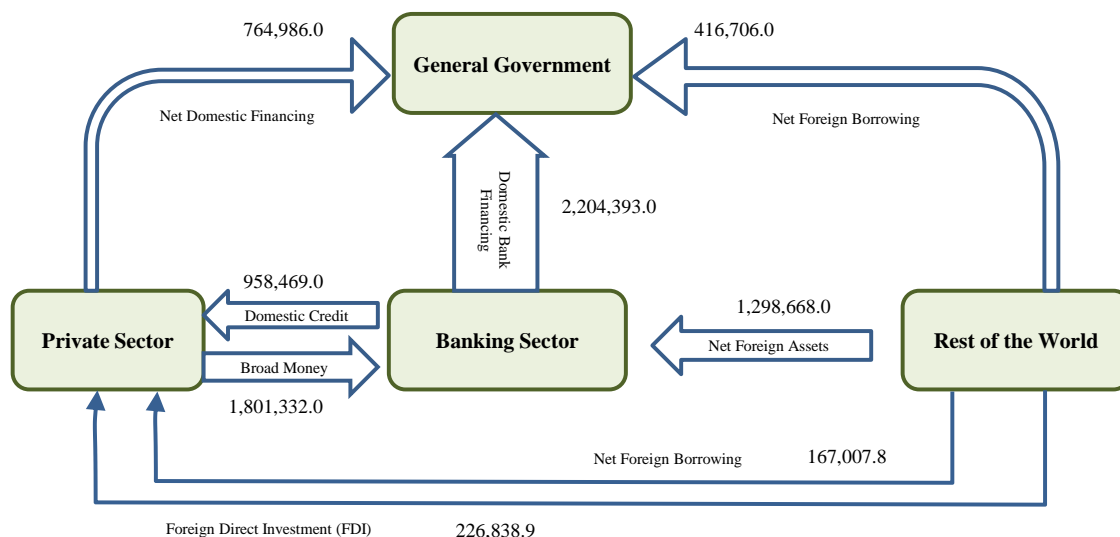 764,986.0
416,706.0
General Government
Net Domestic Financing
Net Foreign Borrowing
Domestic Bank
Financing
2,204,393.0
958,469.0
Domestic Credit
1,298,668.0
Private Sector
Banking Sector
Net Foreign Assets
Rest of the World
Broad Money
1,801,332.0
Net Foreign Borrowing
167,007.8
Foreign Direct Investment (FDI)
226,838.9